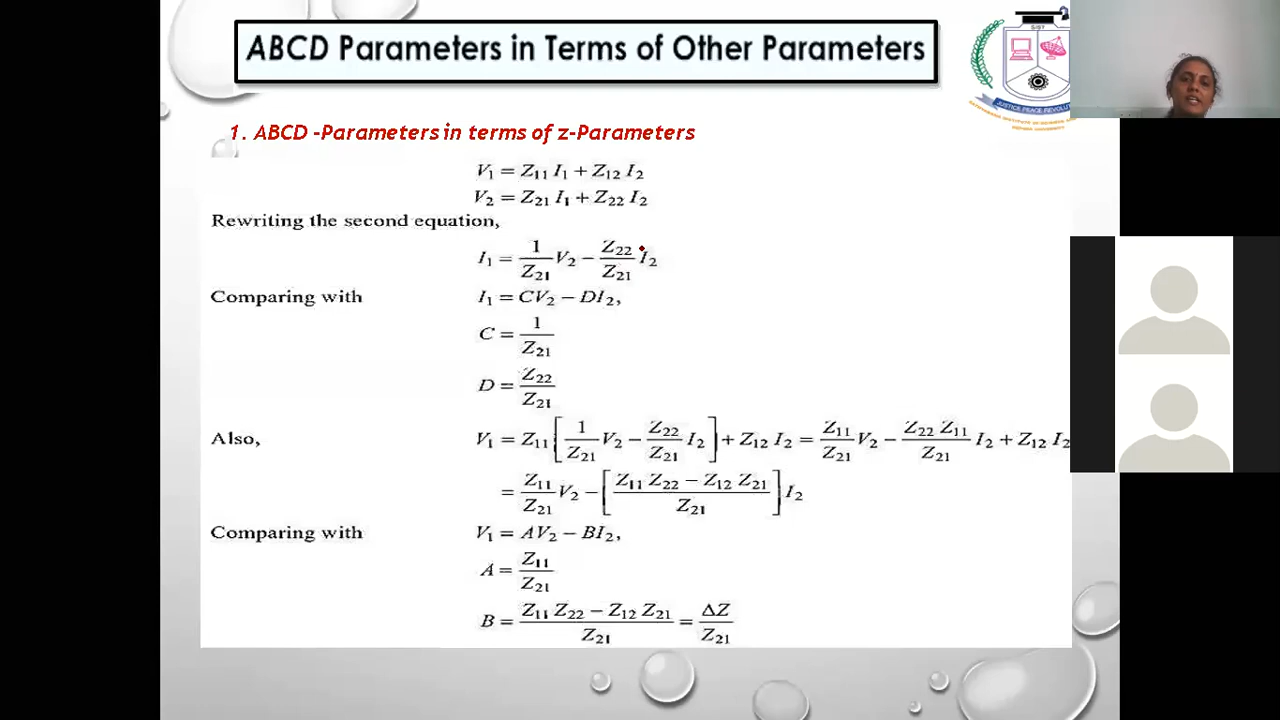 ABCD Parameters in Terms of Other Parameters
1. ABCD -Parameters in terms of z-Parameters
V₁ = Z₁₁ I₁ + Z₁₂ I₂
V₂ = Z₂₁ I₁ + Z₂₂ I₂
Rewriting the second equation,
I₁ = 1/Z₂₁ V₂ − Z₂₂/Z₂₁ I₂
Comparing with I₁ = CV₂ − DI₂,
C = 1/Z₂₁
D = Z₂₂/Z₂₁
Also, V₁ = Z₁₁ [1/Z₂₁ V₂ − Z₂₂/Z₂₁ I₂] + Z₁₂ I₂ = Z₁₁/Z₂₁ V₂ − Z₂₂ Z₁₁/Z₂₁ I₂ + Z₁₂ I₂
= Z₁₁/Z₂₁ V₂ − [Z₁₁ Z₂₂ − Z₁₂ Z₂₁/Z₂₁] I₂
Comparing with V₁ = AV₂ − BI₂,
A = Z₁₁/Z₂₁
B = Z₁₁ Z₂₂ − Z₁₂ Z₂₁/Z₂₁ = ΔZ/Z₂₁
JUSTICE PEACE